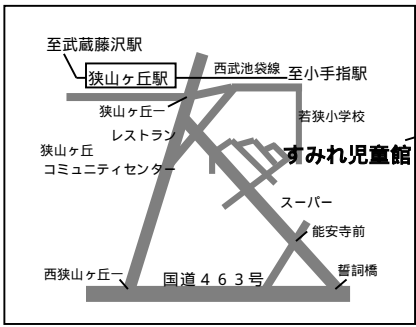 至武蔵藤沢駅
狭山ヶ丘駅
西武池袋線
至小手指駅
狭山ヶ丘一
若狭小学校
レストラン
狭山ヶ丘
コミュニティセンター
すみれ児童館
スーパー
能安寺前
西狭山ヶ丘一
国道４６３号
誓詞橋